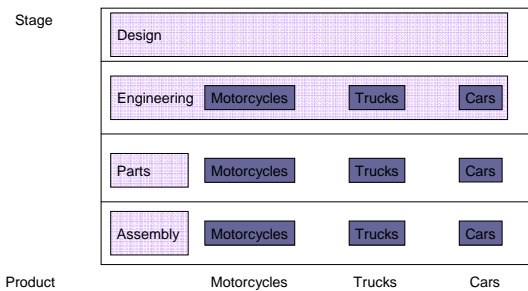 Stage
Design
Engineering Motorcycles Trucks Cars
Parts Motorcycles Trucks Cars
Assembly Motorcycles Trucks Cars
Product Motorcycles Trucks Cars